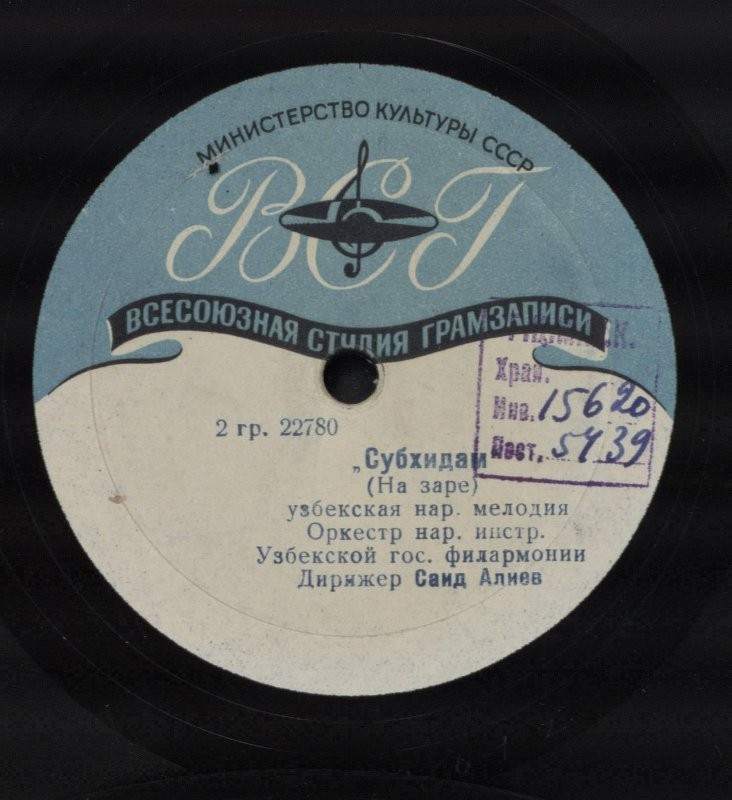 МИНИСТЕРСТВО КУЛЬТУРЫ СССР
ВСГ
ВСЕСОЮЗНАЯ СТУДИЯ ГРАМЗАПИСИ
Хран.
Инв. 15620
Пост. 5439
2 гр. 22780
„Субхидам
(На заре)
узбекская нар. мелодия
Оркестр нар. инстр.
Узбекской гос. филармонии
Дирижер Саид Алиев